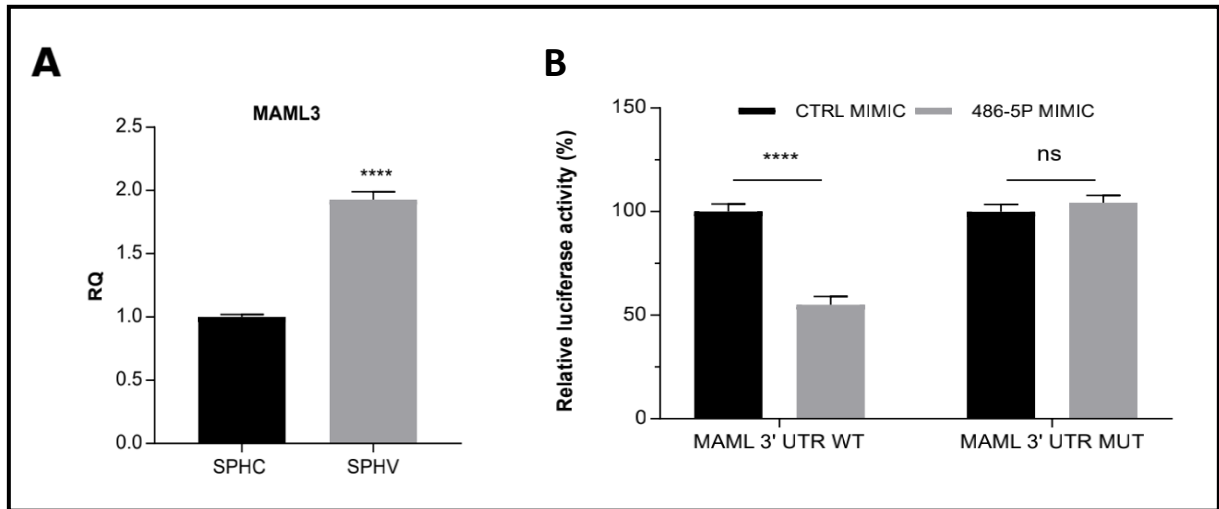 A
MAML3
RQ
2.5
2.0
1.5
1.0
0.5
0.0
****
SPHC
SPHV
B
Relative luciferase activity (%)
150
100
50
0
CTRL MIMIC
486-5P MIMIC
****
ns
MAML 3' UTR WT
MAML 3' UTR MUT